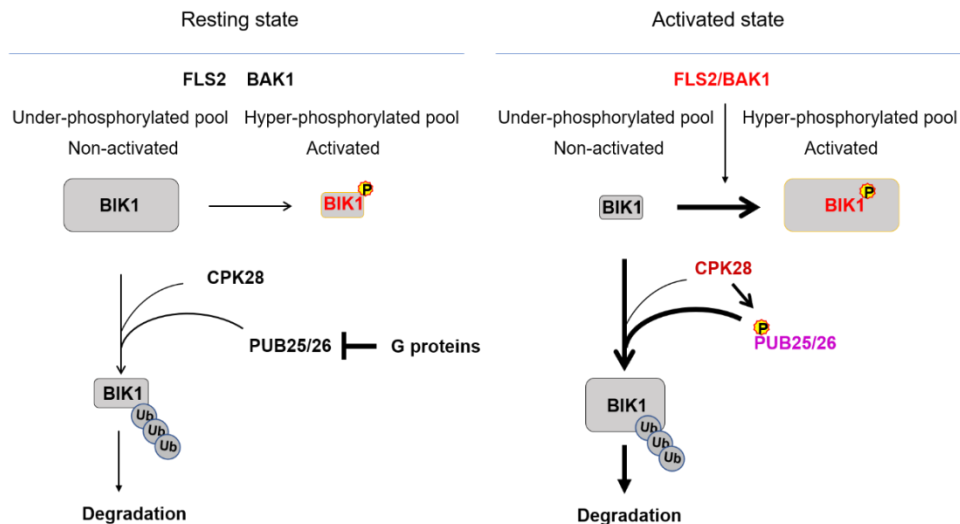 Resting state
FLS2 BAK1
Under-phosphorylated pool Hyper-phosphorylated pool
Non-activated Activated
BIK1
P
BIK1
CPK28
PUB25/26 G proteins
BIK1
Ub
Ub
Ub
Degradation
Activated state
FLS2/BAK1
Under-phosphorylated pool Hyper-phosphorylated pool
Non-activated Activated
BIK1
P
BIK1
CPK28
P
PUB25/26
BIK1
Ub
Ub
Ub
Degradation